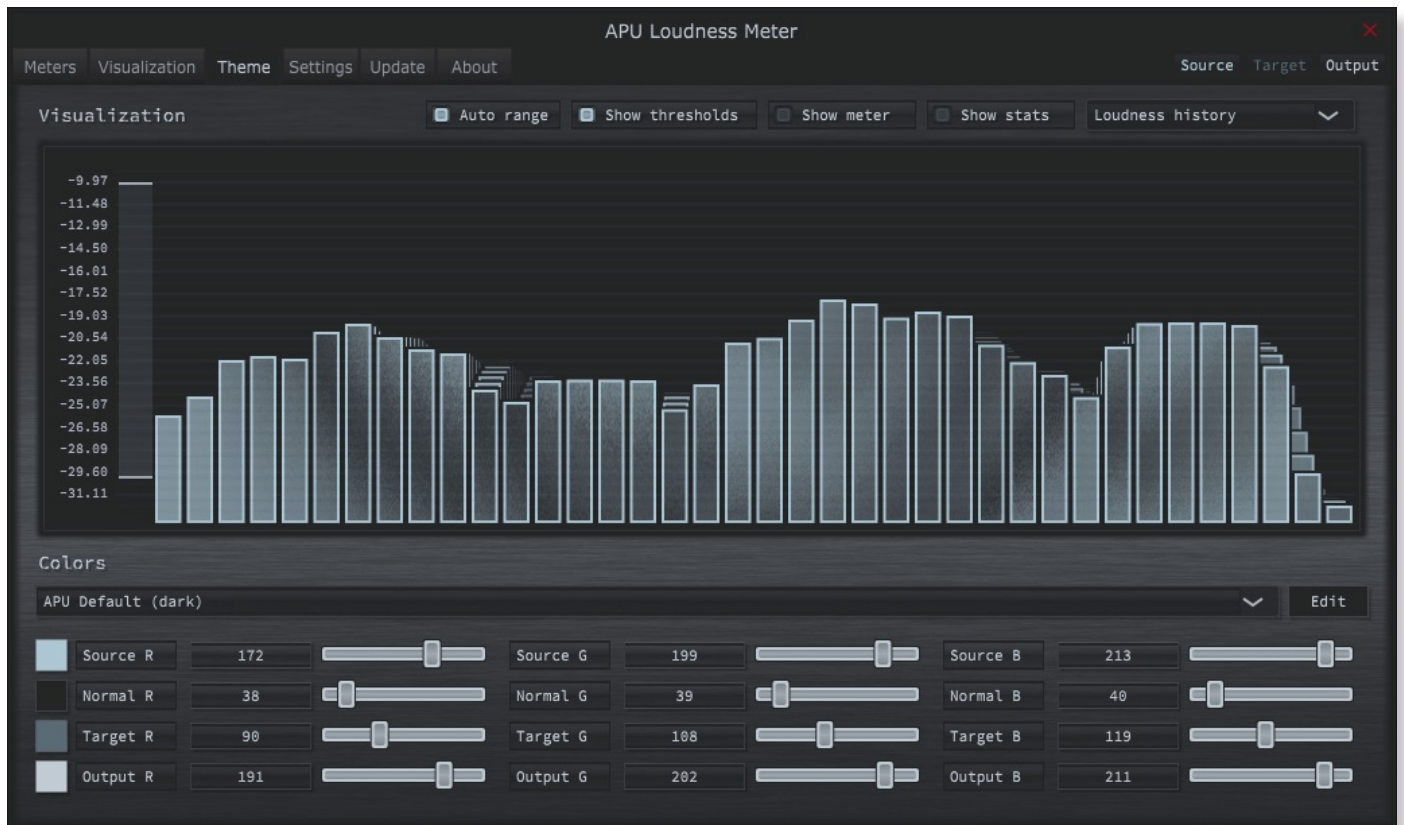 APU Loudness Meter
Meters Visualization Theme Settings Update About Source Target Output
Visualization Auto range Show thresholds Show meter Show stats Loudness history
-9.97
-11.48
-12.99
-14.50
-16.01
-17.52
-19.03
-20.54
-22.05
-23.56
-25.07
-26.58
-28.09
-29.60
-31.11
Colors
APU Default (dark) Edit
Source R 172 Source G 199 Source B 213
Normal R 38 Normal G 39 Normal B 40
Target R 90 Target G 108 Target B 119
Output R 191 Output G 202 Output B 211